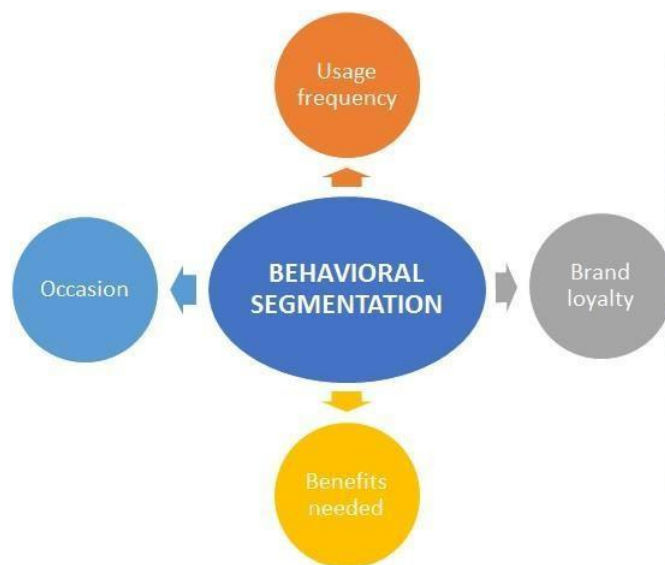 Usage
frequency
Occasion
BEHAVIORAL
SEGMENTATION
Brand
loyalty
Benefits
needed